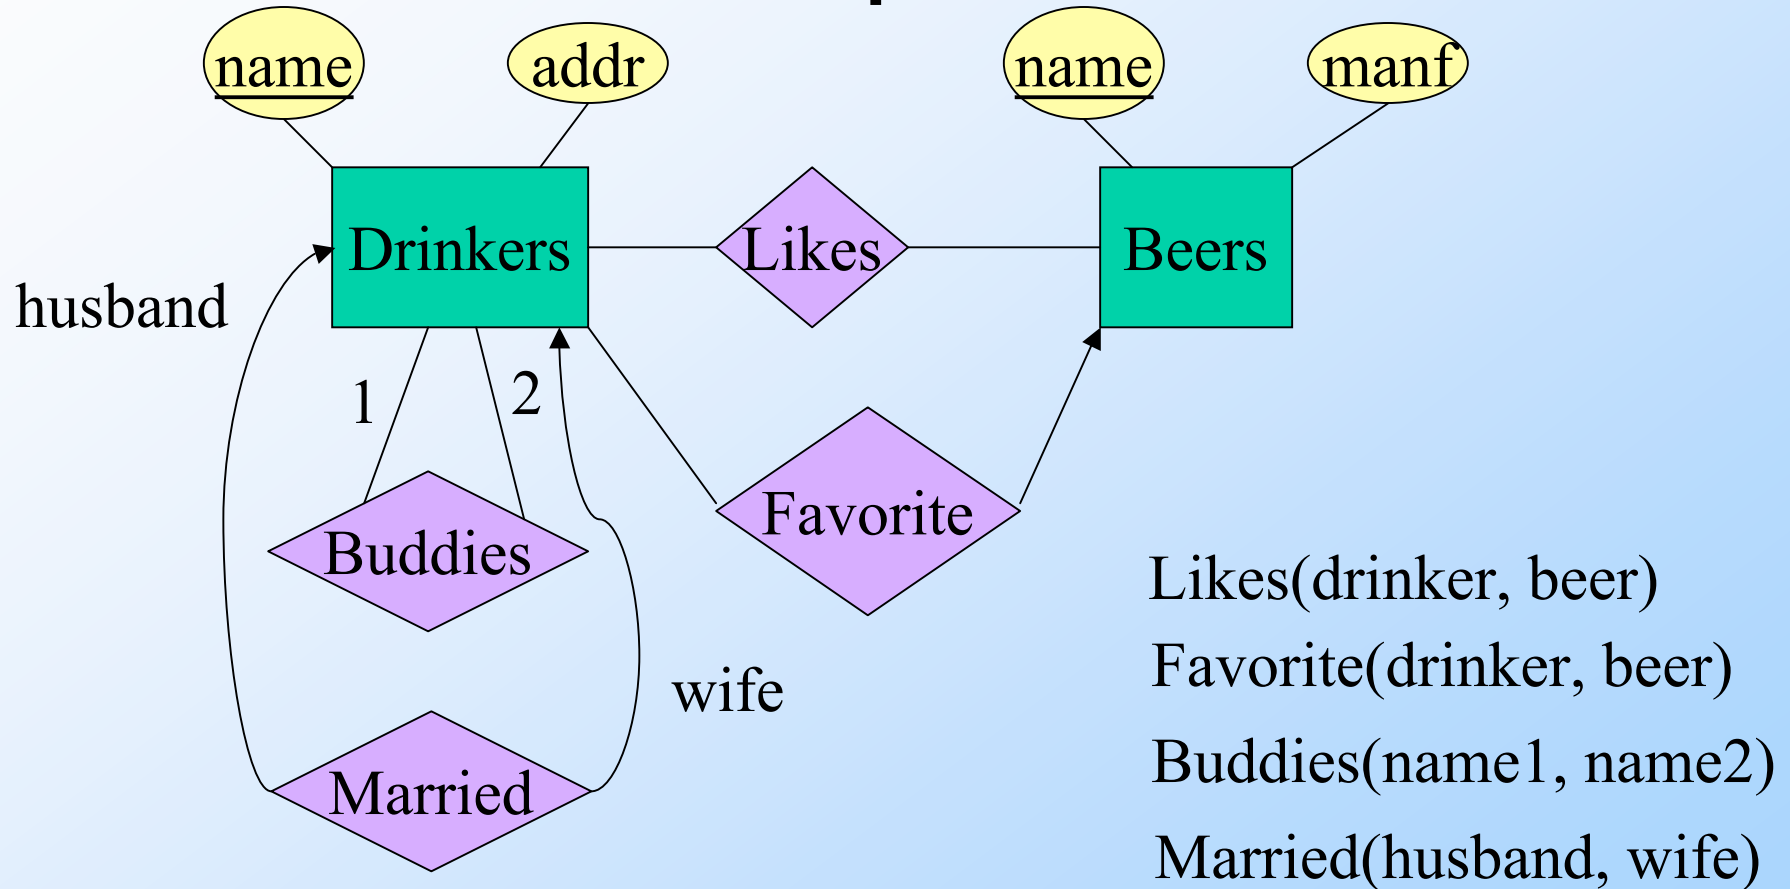 name
addr
name
manf
Drinkers
Likes
Beers
husband
1
2
Buddies
Favorite
wife
Married
Likes(drinker, beer)
Favorite(drinker, beer)
Buddies(name1, name2)
Married(husband, wife)